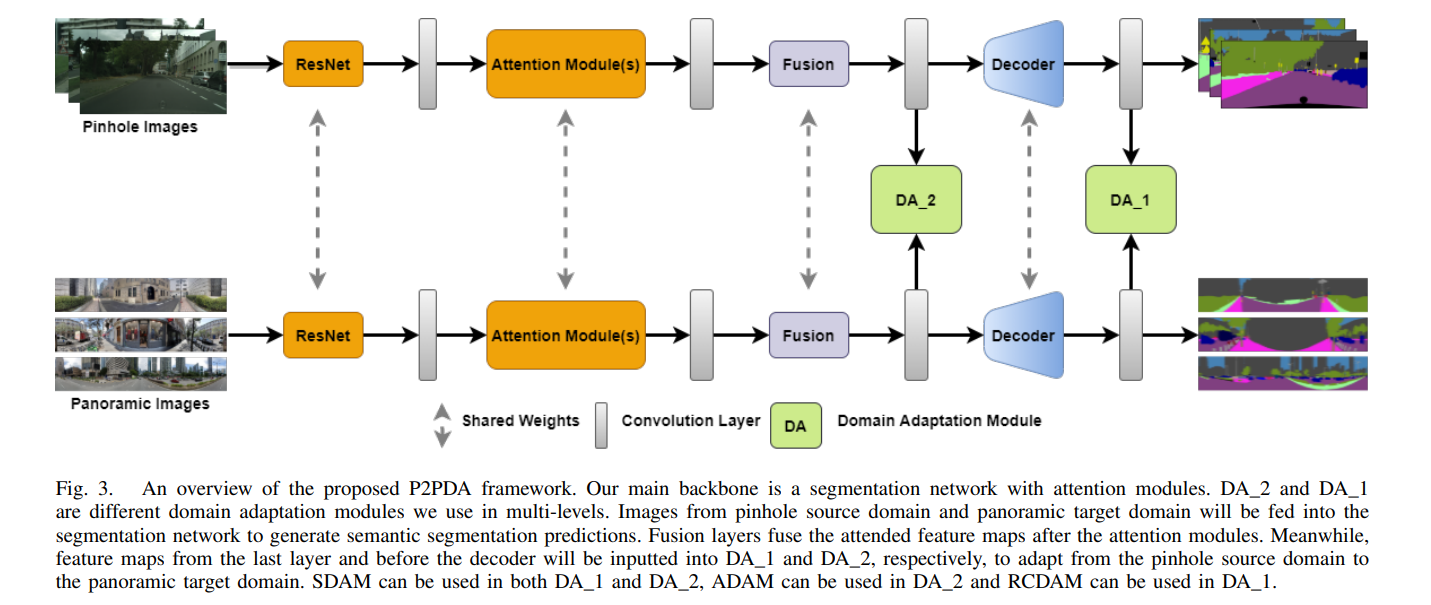 ResNet
Attention Module(s)
Fusion
Decoder
Pinhole Images
DA_2
DA_1
ResNet
Attention Module(s)
Fusion
Decoder
Panoramic Images
Shared Weights
Convolution Layer
DA
Domain Adaptation Module
Fig. 3. An overview of the proposed P2PDA framework. Our main backbone is a segmentation network with attention modules. DA_2 and DA_1
are different domain adaptation modules we use in multi-levels. Images from pinhole source domain and panoramic target domain will be fed into the
segmentation network to generate semantic segmentation predictions. Fusion layers fuse the attended feature maps after the attention modules. Meanwhile,
feature maps from the last layer and before the decoder will be inputted into DA_1 and DA_2, respectively, to adapt from the pinhole source domain to
the panoramic target domain. SDAM can be used in both DA_1 and DA_2, ADAM can be used in DA_2 and RCDAM can be used in DA_1.